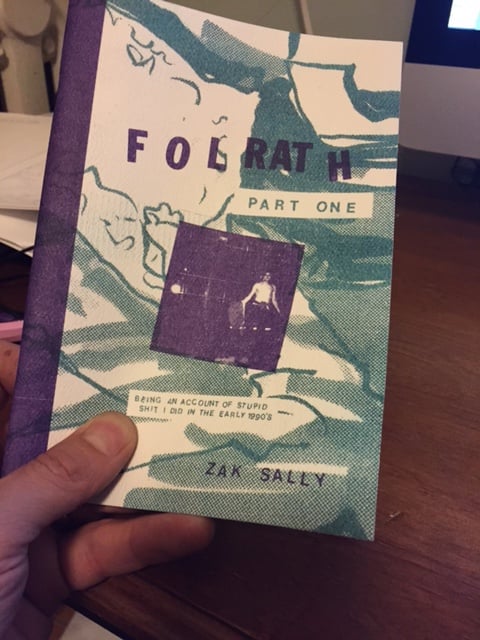 FOLRATH
PART ONE
BEING AN ACCOUNT OF STUPID
SHIT I DID IN THE EARLY 1990'S
ZAK SALLY